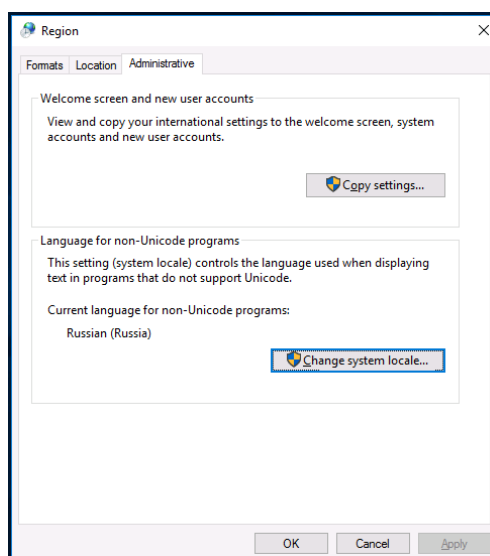 Region
Formats Location Administrative
Welcome screen and new user accounts
View and copy your international settings to the welcome screen, system
accounts and new user accounts.
Copy settings...
Language for non-Unicode programs
This setting (system locale) controls the language used when displaying
text in programs that do not support Unicode.
Current language for non-Unicode programs:
Russian (Russia)
Change system locale...
OK Cancel Apply